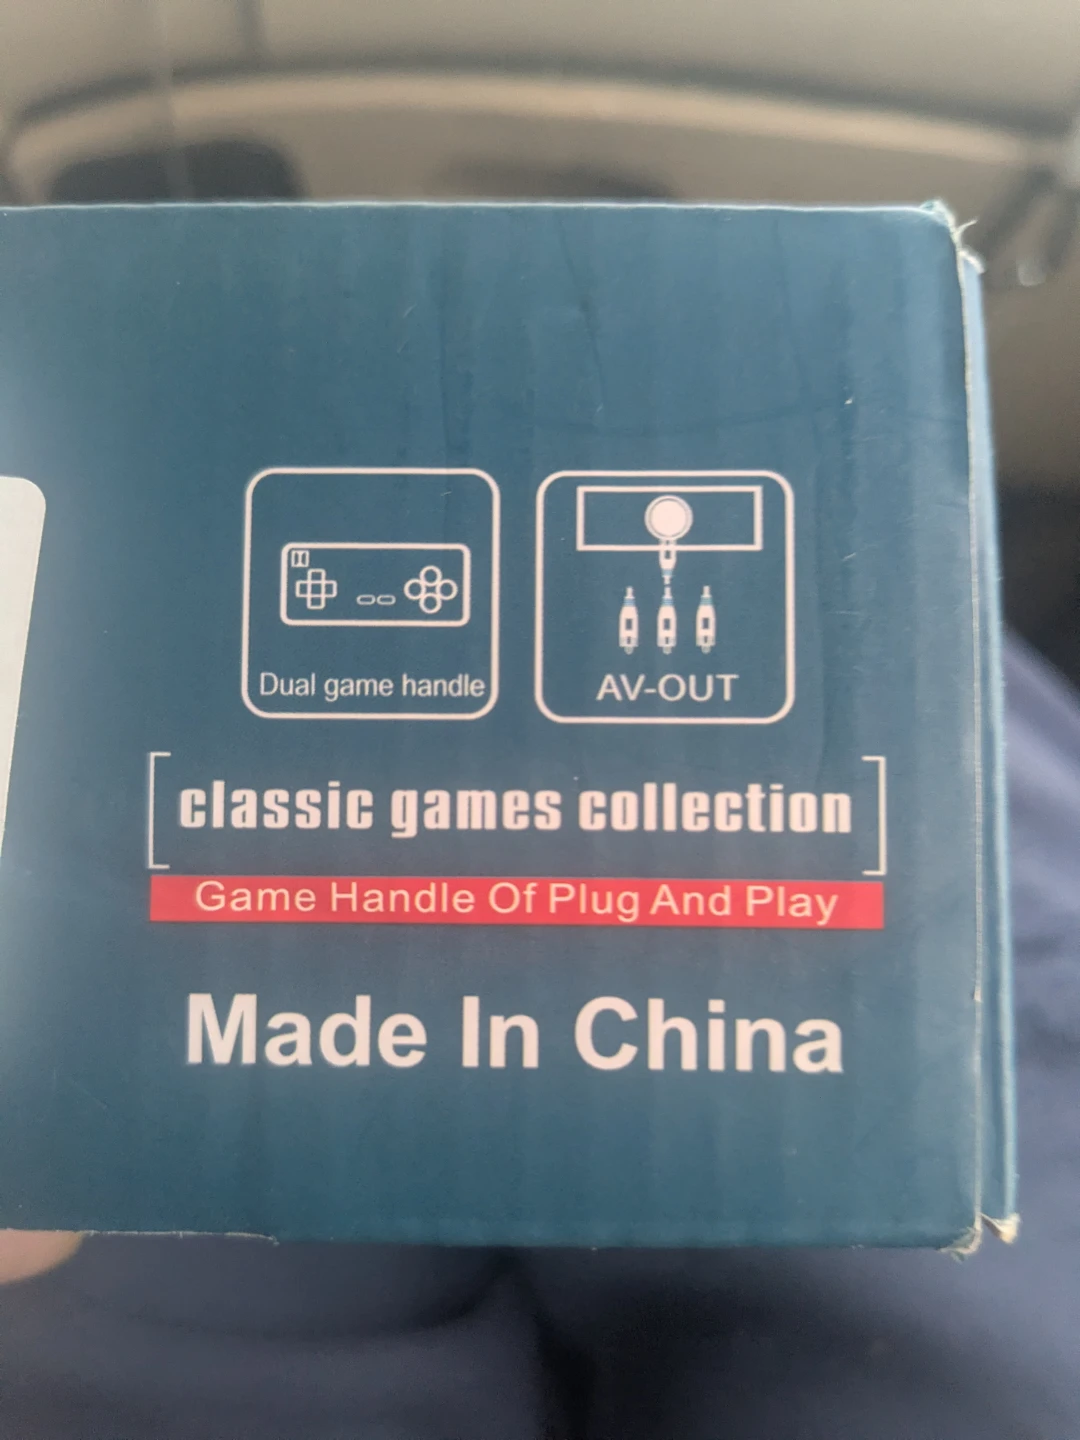 Dual game handle
AV-OUT
classic games collection
Game Handle Of Plug And Play
Made In China